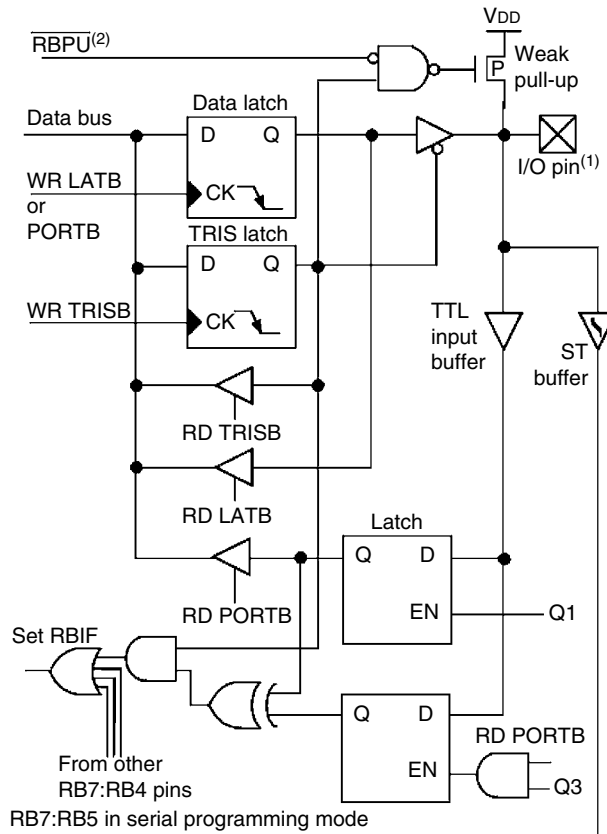 VDD
RBPU(2)
P
Weak
pull-up
Data bus
Data latch
D Q
I/O pin(1)
WR LATB
or
PORTB
CK
TRIS latch
D Q
WR TRISB
CK
TTL
input
buffer
ST
buffer
RD TRISB
RD LATB
Latch
Q D
EN
Q1
RD PORTB
Set RBIF
Q D
EN
RD PORTB
Q3
From other
RB7:RB4 pins
RB7:RB5 in serial programming mode